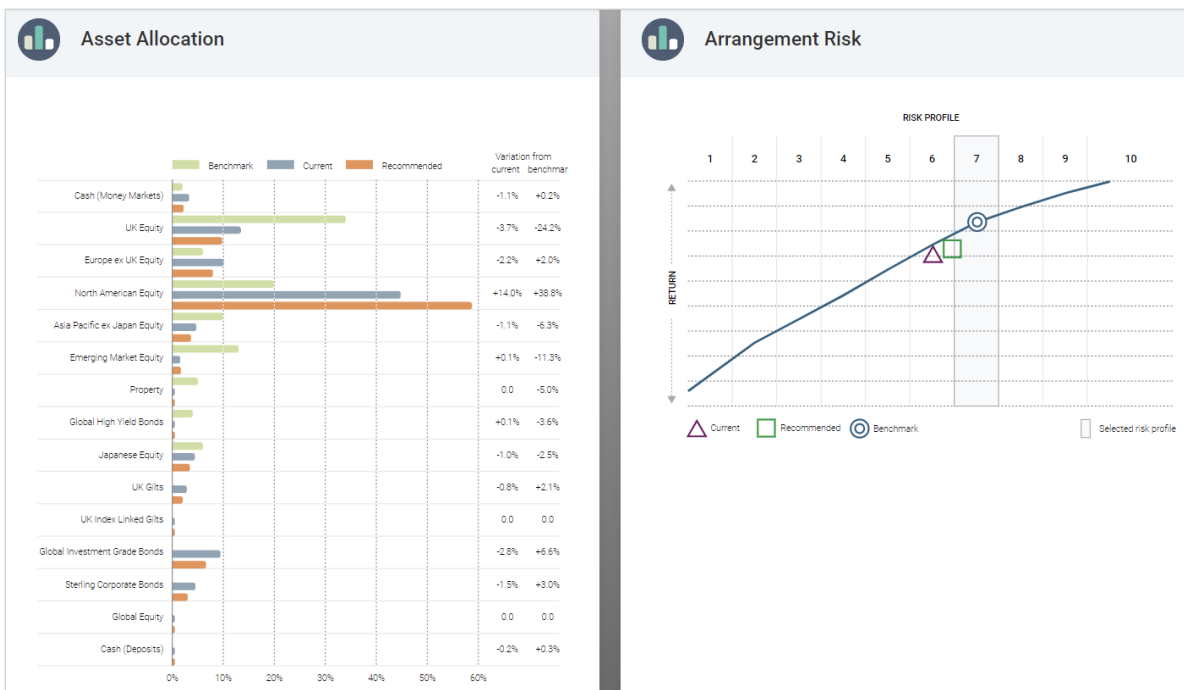 Asset Allocation
Benchmark Current Recommended
Variation from
current benchmar
Cash (Money Markets) -1.1% +0.2%
UK Equity -3.7% -24.2%
Europe ex UK Equity -2.2% +2.0%
North American Equity +14.0% +38.8%
Asia Pacific ex Japan Equity -1.1% -6.3%
Emerging Market Equity +0.1% -11.3%
Property 0.0 -5.0%
Global High Yield Bonds +0.1% -3.6%
Japanese Equity -1.0% -2.5%
UK Gilts -0.8% +2.1%
UK Index Linked Gilts 0.0 0.0
Global Investment Grade Bonds -2.8% +6.6%
Sterling Corporate Bonds -1.5% +3.0%
Global Equity 0.0 0.0
Cash (Deposits) -0.2% +0.3%
0% 10% 20% 30% 40% 50% 60%
Arrangement Risk
RISK PROFILE
1 2 3 4 5 6 7 8 9 10
RETURN
Current Recommended Benchmark Selected risk profile